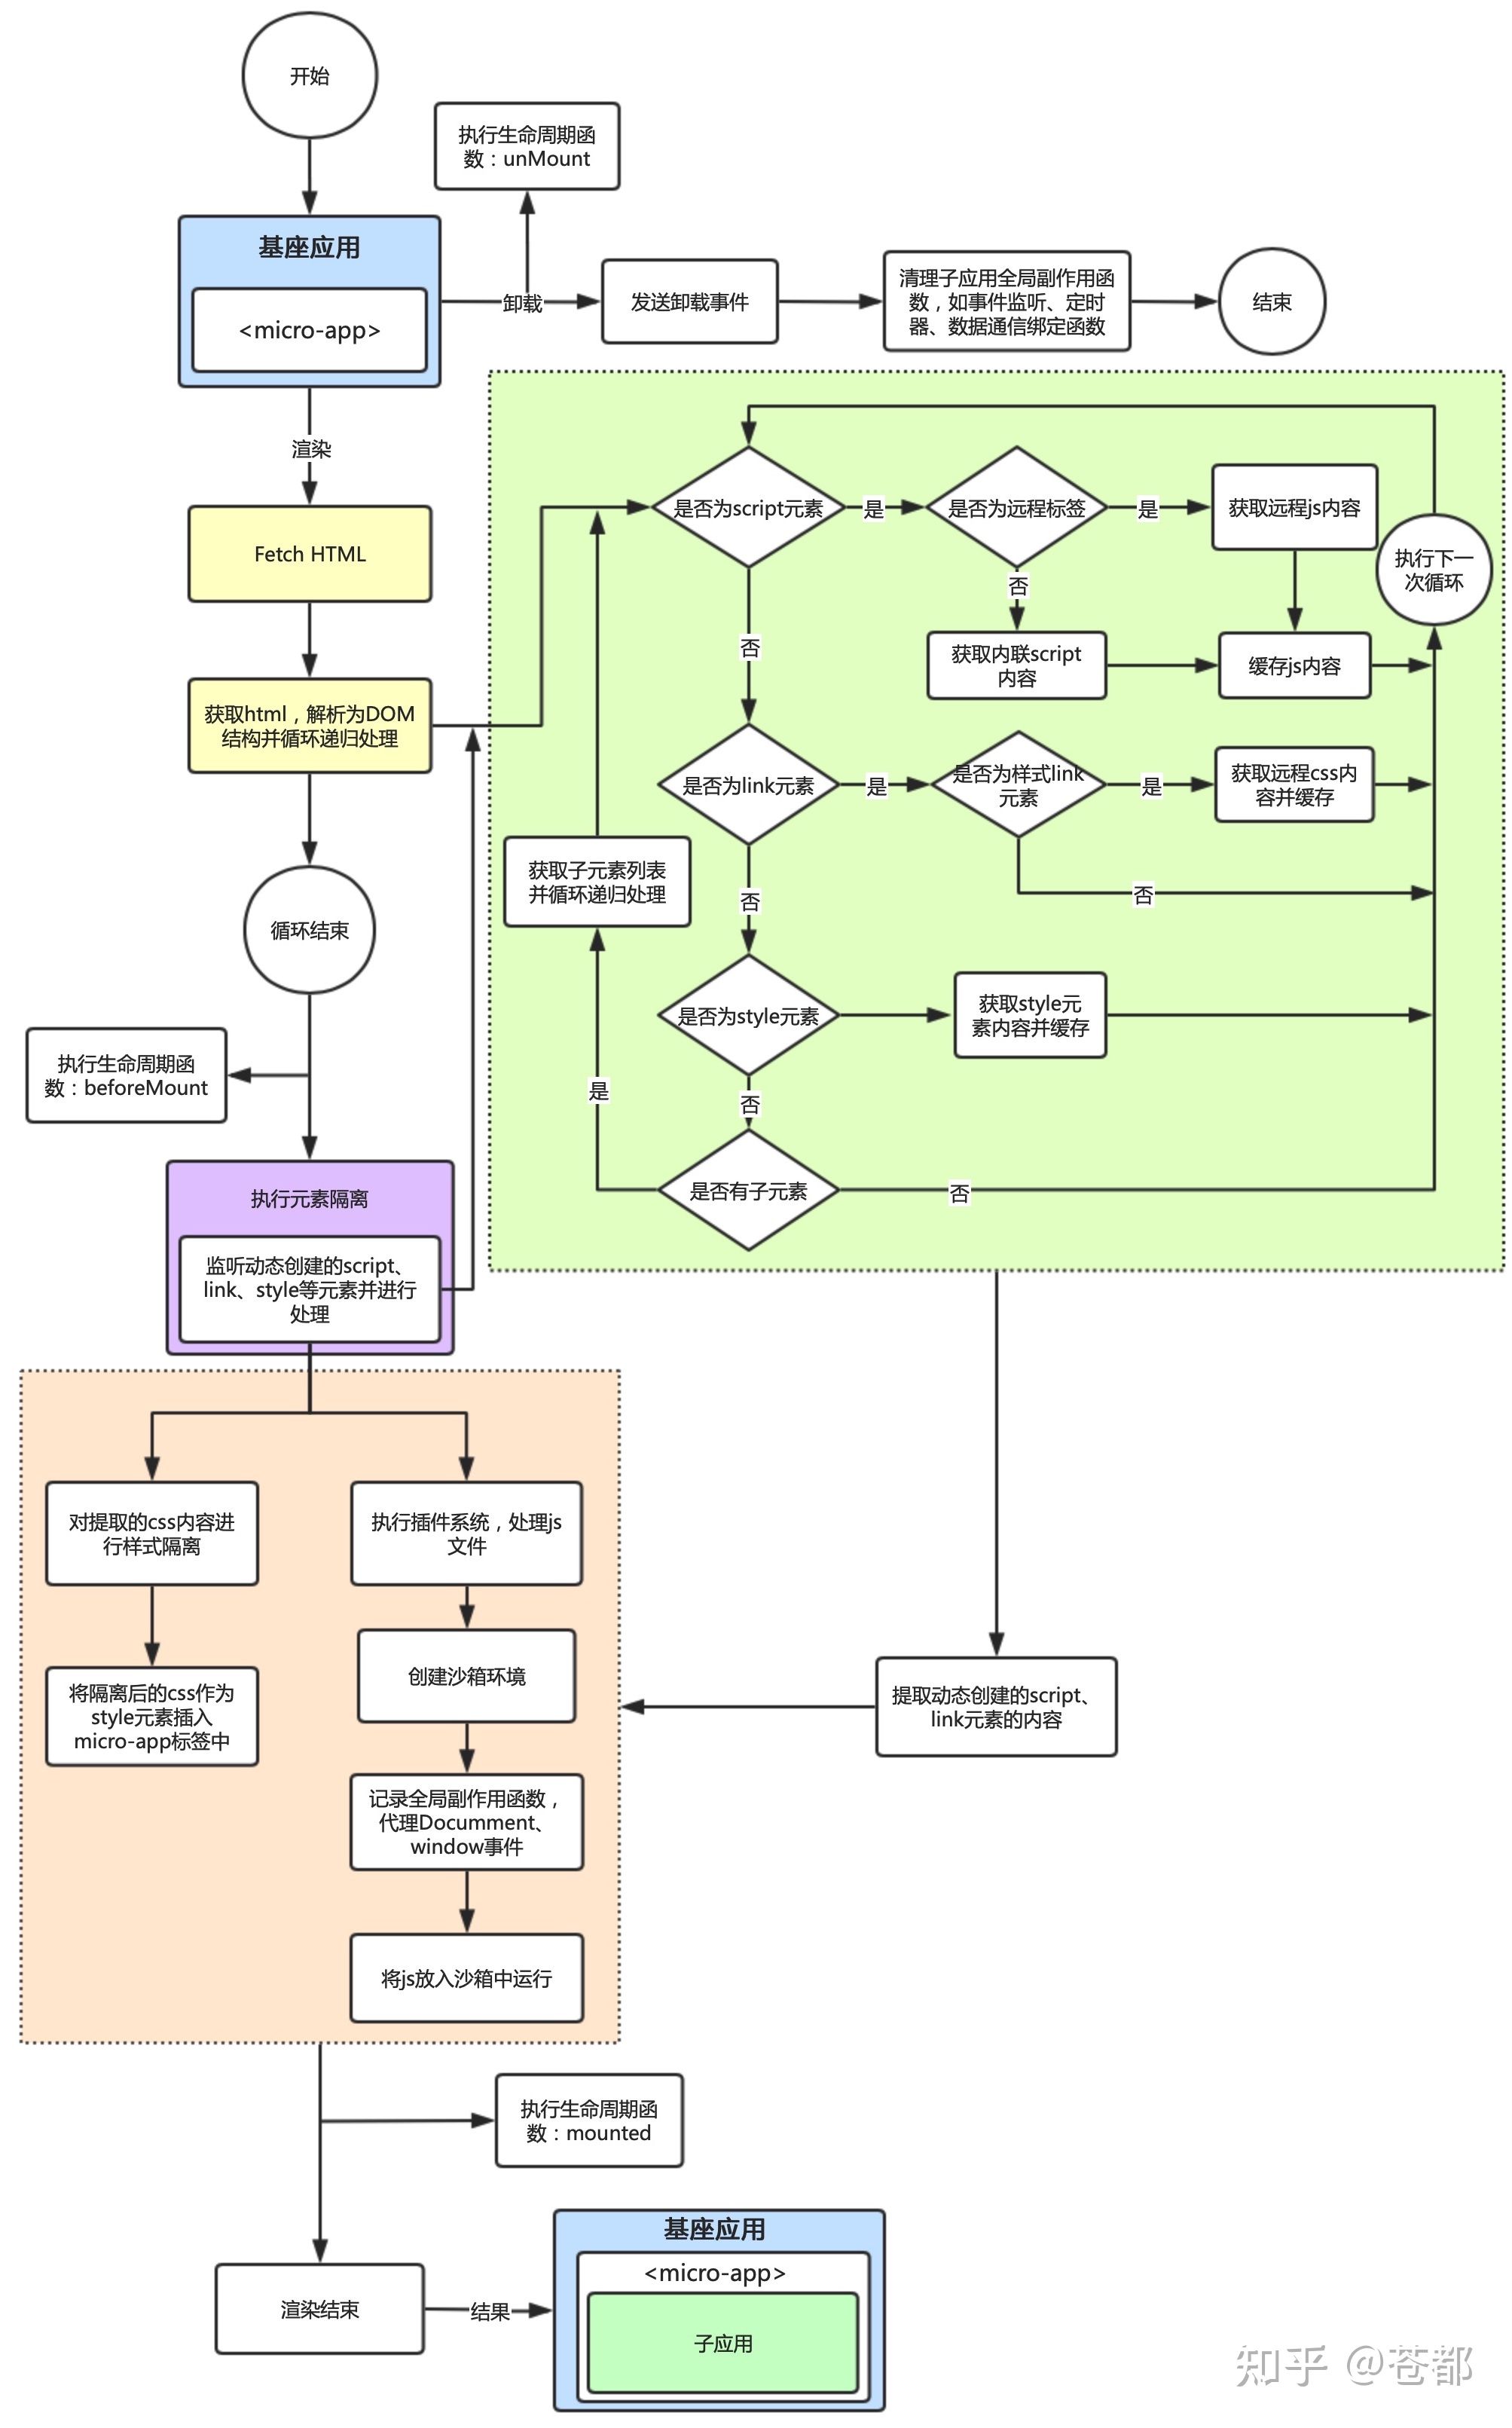 开始
执行生命周期函
数：unMount
基座应用
<micro-app>
卸载
发送卸载事件
清理子应用全局副作用函
数，如事件监听、定时
器、数据通信绑定函数
结束
渲染
Fetch HTML
获取html，解析为DOM
结构并循环递归处理
是否为script元素
是
是否为远程标签
是
获取远程js内容
执行下一
次循环
否
获取内联script
内容
缓存js内容
否
是否为link元素
是
是否为样式link
元素
是
获取远程css内
容并缓存
否
获取子元素列表
并循环递归处理
否
是否为style元素
获取style元
素内容并缓存
是
否
是否有子元素
否
循环结束
执行生命周期函
数：beforeMount
执行元素隔离
监听动态创建的script、
link、style等元素并进行
处理
对提取的css内容进
行样式隔离
将隔离后的css作为
style元素插入
micro-app标签中
执行插件系统，处理js
文件
创建沙箱环境
记录全局副作用函数，
代理Documment、
window事件
将js放入沙箱中运行
提取动态创建的script、
link元素的内容
执行生命周期函
数：mounted
渲染结束
结果
基座应用
<micro-app>
子应用
知乎 @苍都